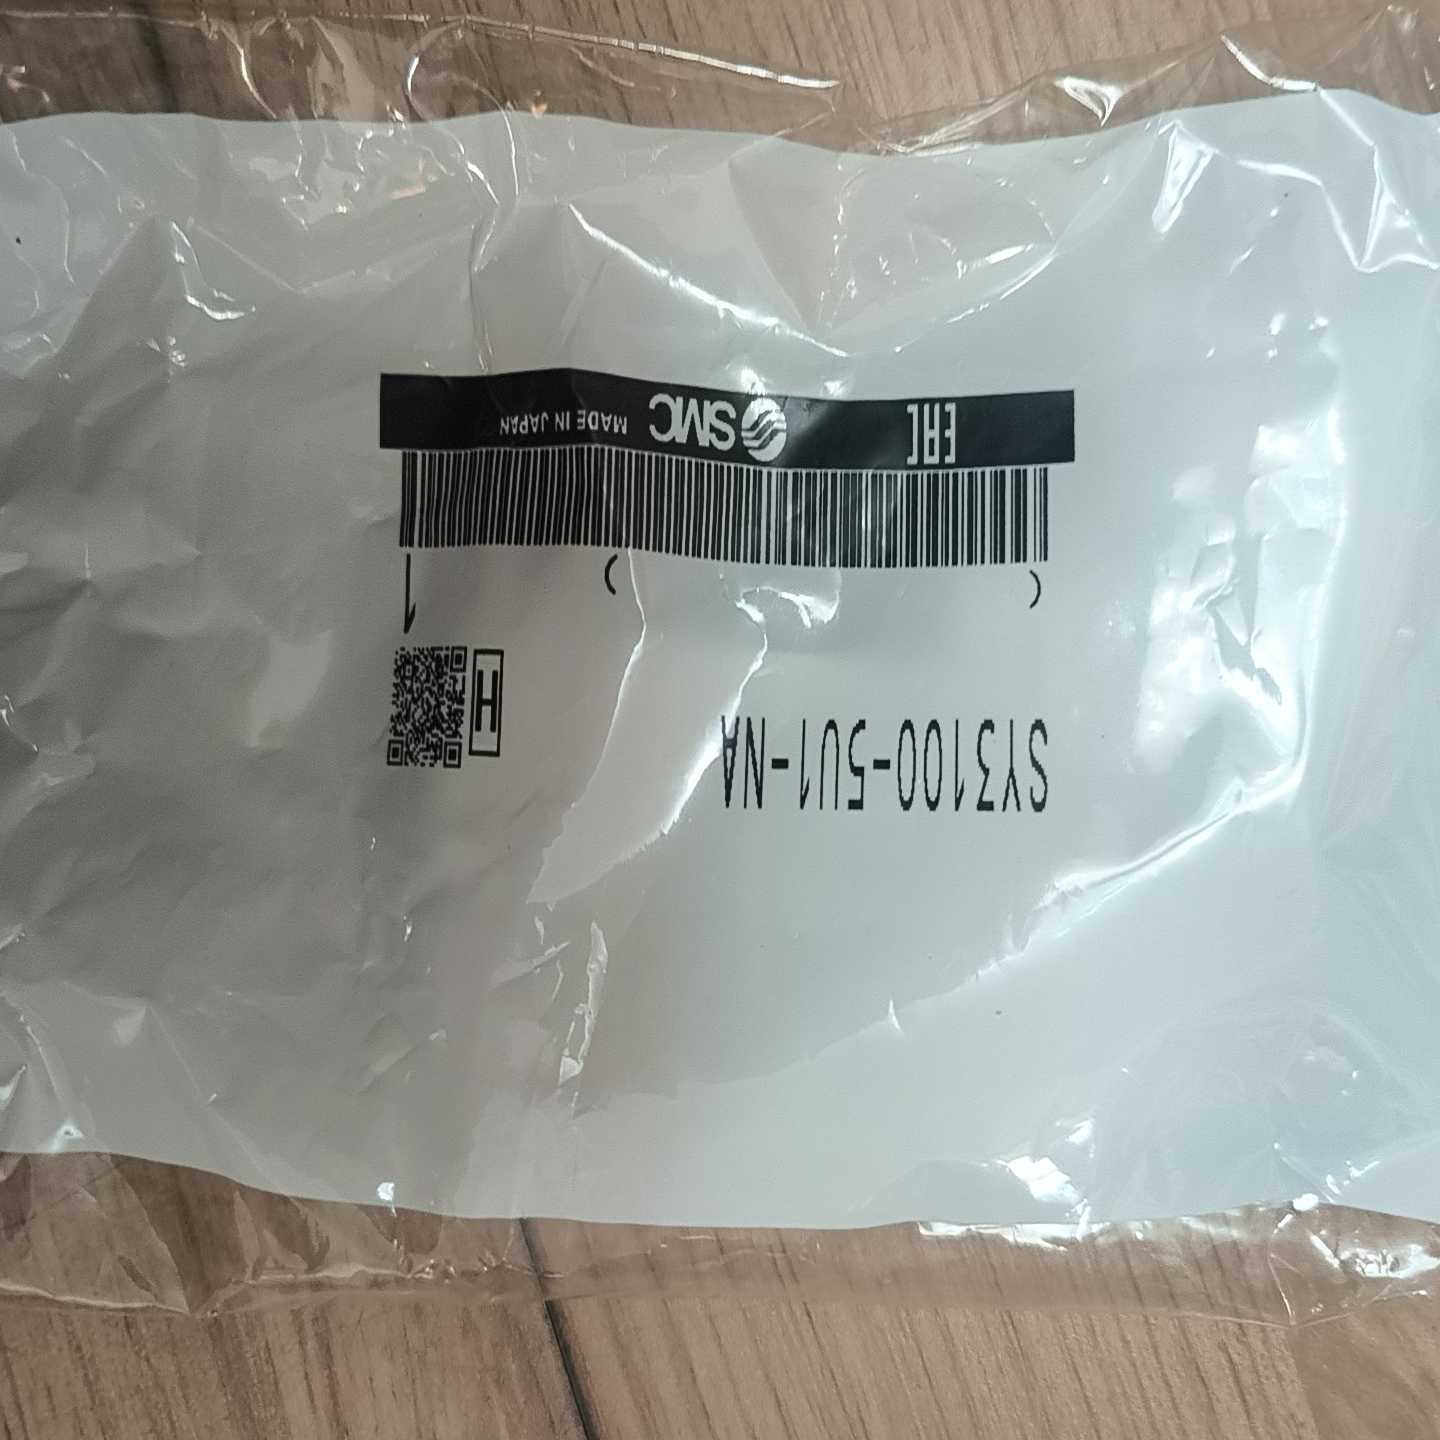 SY3100-5U1-NA
H
( ) 1
EAC SMC MADE IN JAPAN